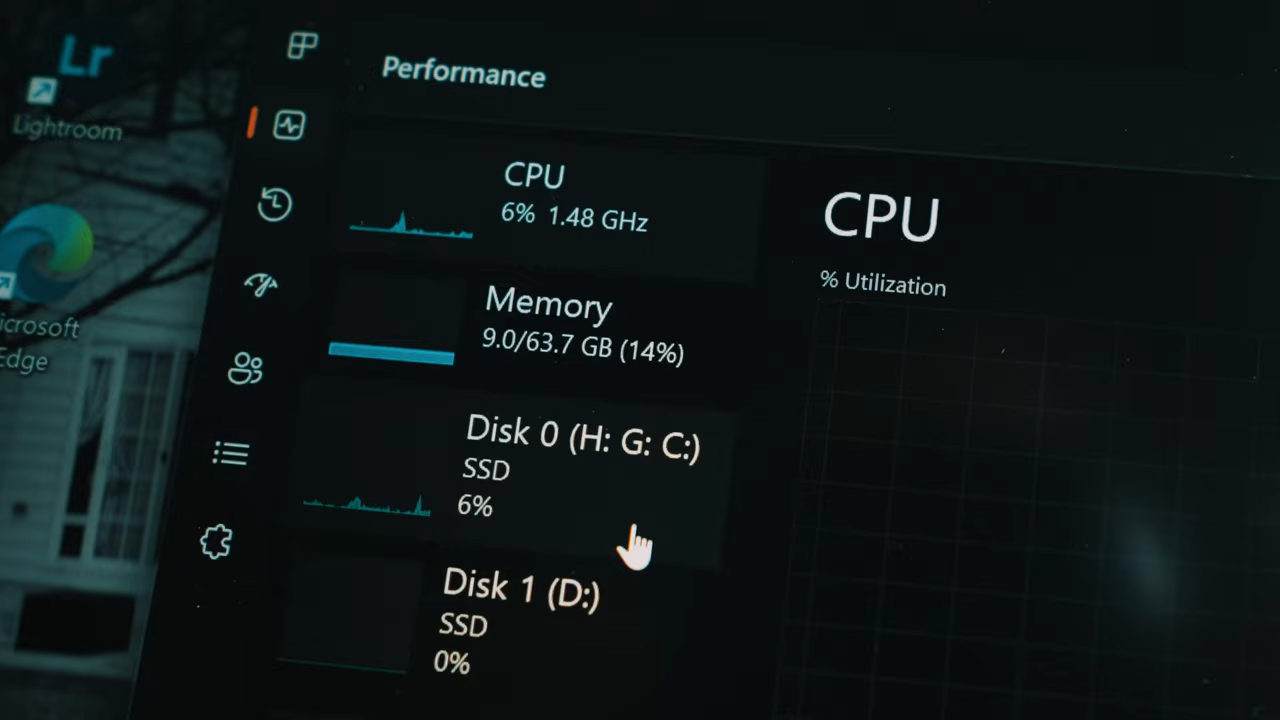 Lr
Lightroom
icrosoft
Edge
Performance
CPU
6% 1.48 GHz
Memory
9.0/63.7 GB (14%)
Disk 0 (H: G: C:)
SSD
6%
Disk 1 (D:)
SSD
0%
CPU
% Utilization